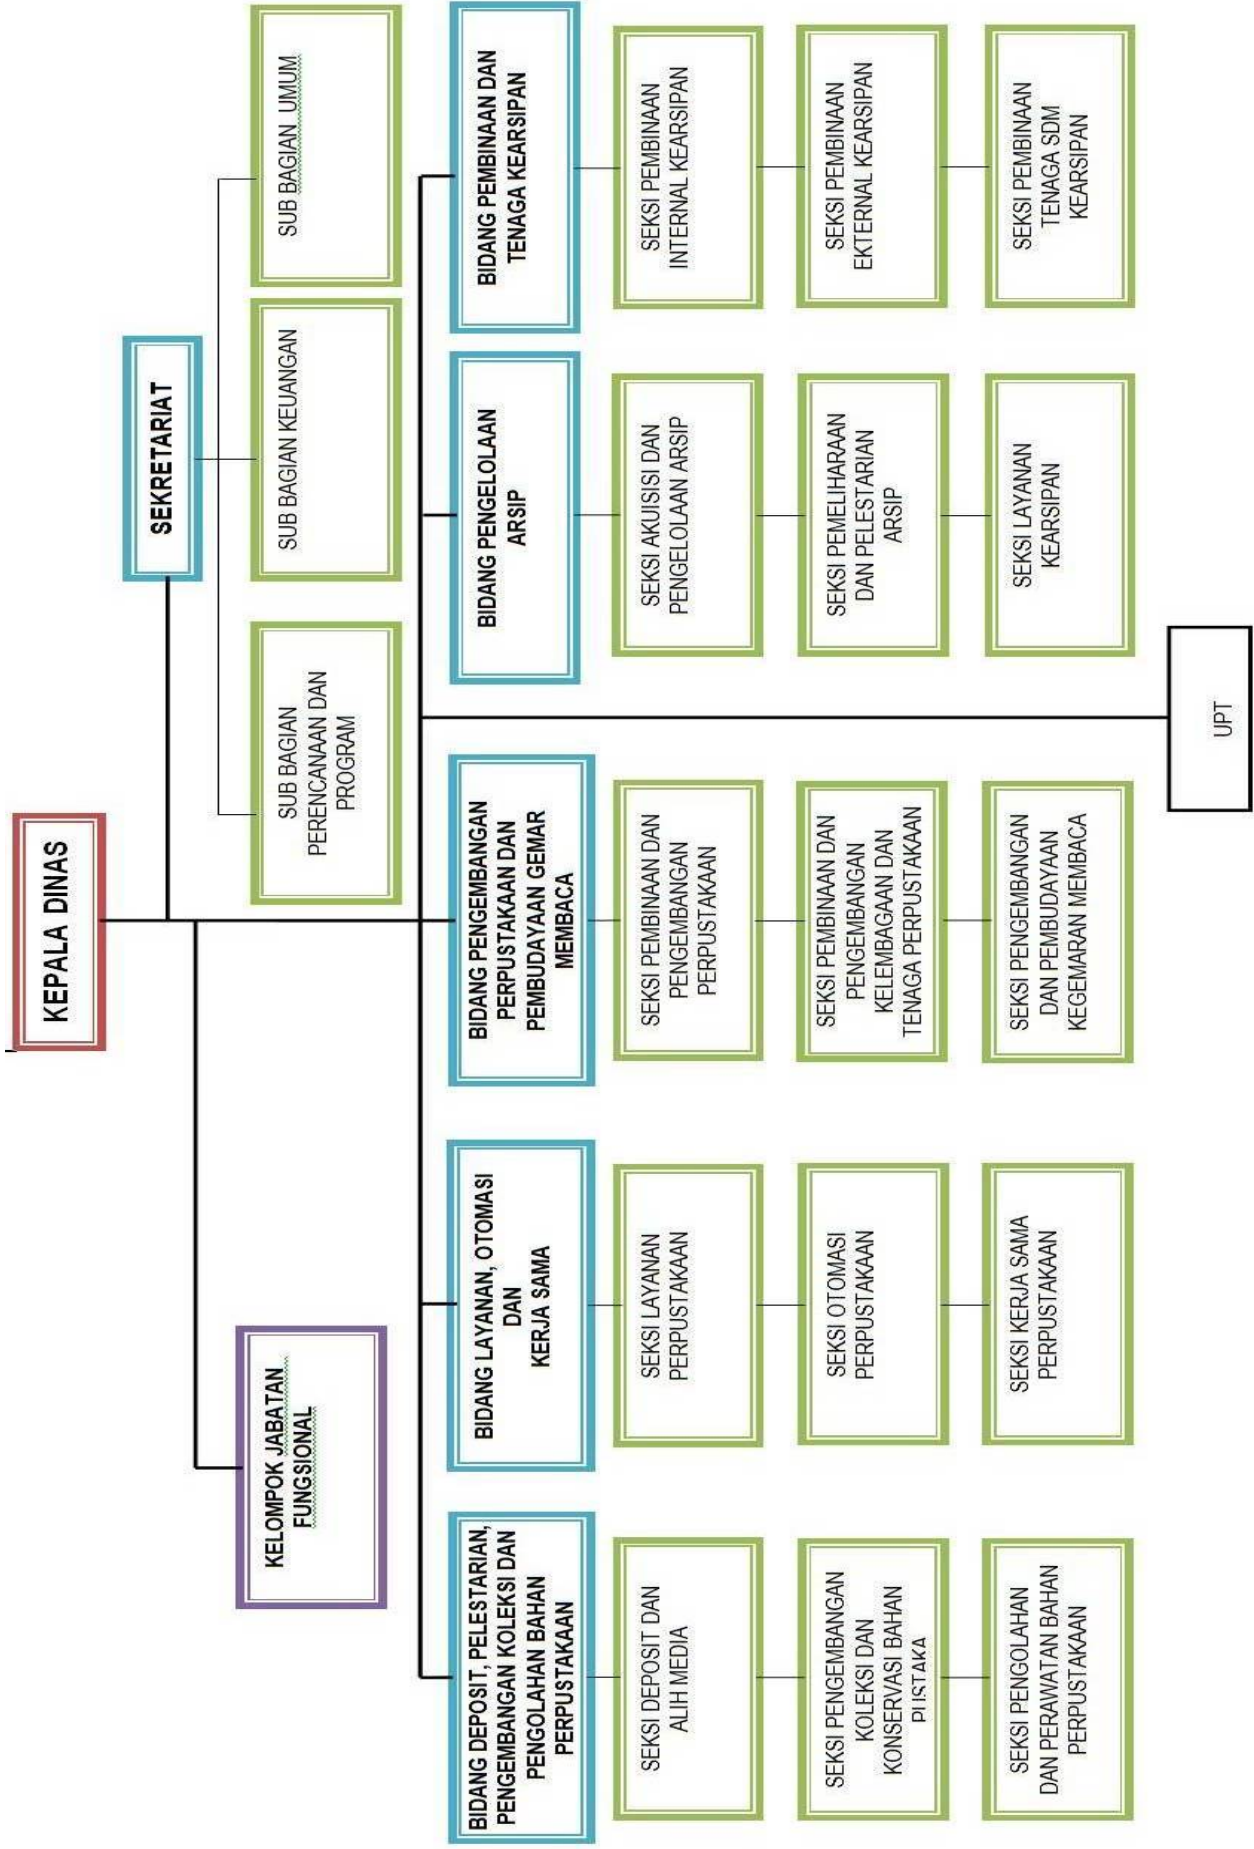 KEPALA DINAS
SEKRETARIAT
KELOMPOK JABATAN
FUNGSIONAL
SUB BAGIAN
PERENCANAAN DAN
PROGRAM
SUB BAGIAN KEUANGAN
SUB BAGIAN UMUM
BIDANG DEPOSIT, PELESTARIAN,
PENGEMBANGAN KOLEKSI DAN
PENGOLAHAN BAHAN
PERPUSTAKAAN
BIDANG LAYANAN, OTOMASI
DAN
KERJA SAMA
BIDANG PENGEMBANGAN
PERPUSTAKAAN DAN
PEMBUDAYAAN GEMAR
MEMBACA
BIDANG PENGELOLAAN
ARSIP
BIDANG PEMBINAAN DAN
TENAGA KEARSIPAN
SEKSI DEPOSIT DAN
ALIH MEDIA
SEKSI LAYANAN
PERPUSTAKAAN
SEKSI PEMBINAAN DAN
PENGEMBANGAN
PERPUSTAKAAN
SEKSI AKUISISI DAN
PENGELOLAAN ARSIP
SEKSI PEMBINAAN
INTERNAL KEARSIPAN
SEKSI PENGEMBANGAN
KOLEKSI DAN
KONSERVASI BAHAN
PUSTAKA
SEKSI OTOMASI
PERPUSTAKAAN
SEKSI PEMBINAAN DAN
PENGEMBANGAN
KELEMBAGAAN DAN
TENAGA PERPUSTAKAAN
SEKSI PEMELIHARAAN
DAN PELESTARIAN
ARSIP
SEKSI PEMBINAAN
EKTERNAL KEARSIPAN
SEKSI PENGOLAHAN
DAN PERAWATAN BAHAN
PERPUSTAKAAN
SEKSI KERJA SAMA
PERPUSTAKAAN
SEKSI PENGEMBANGAN
DAN PEMBUDAYAAN
KEGEMARAN MEMBACA
SEKSI LAYANAN
KEARSIPAN
SEKSI PEMBINAAN
TENAGA SDM
KEARSIPAN
UPT